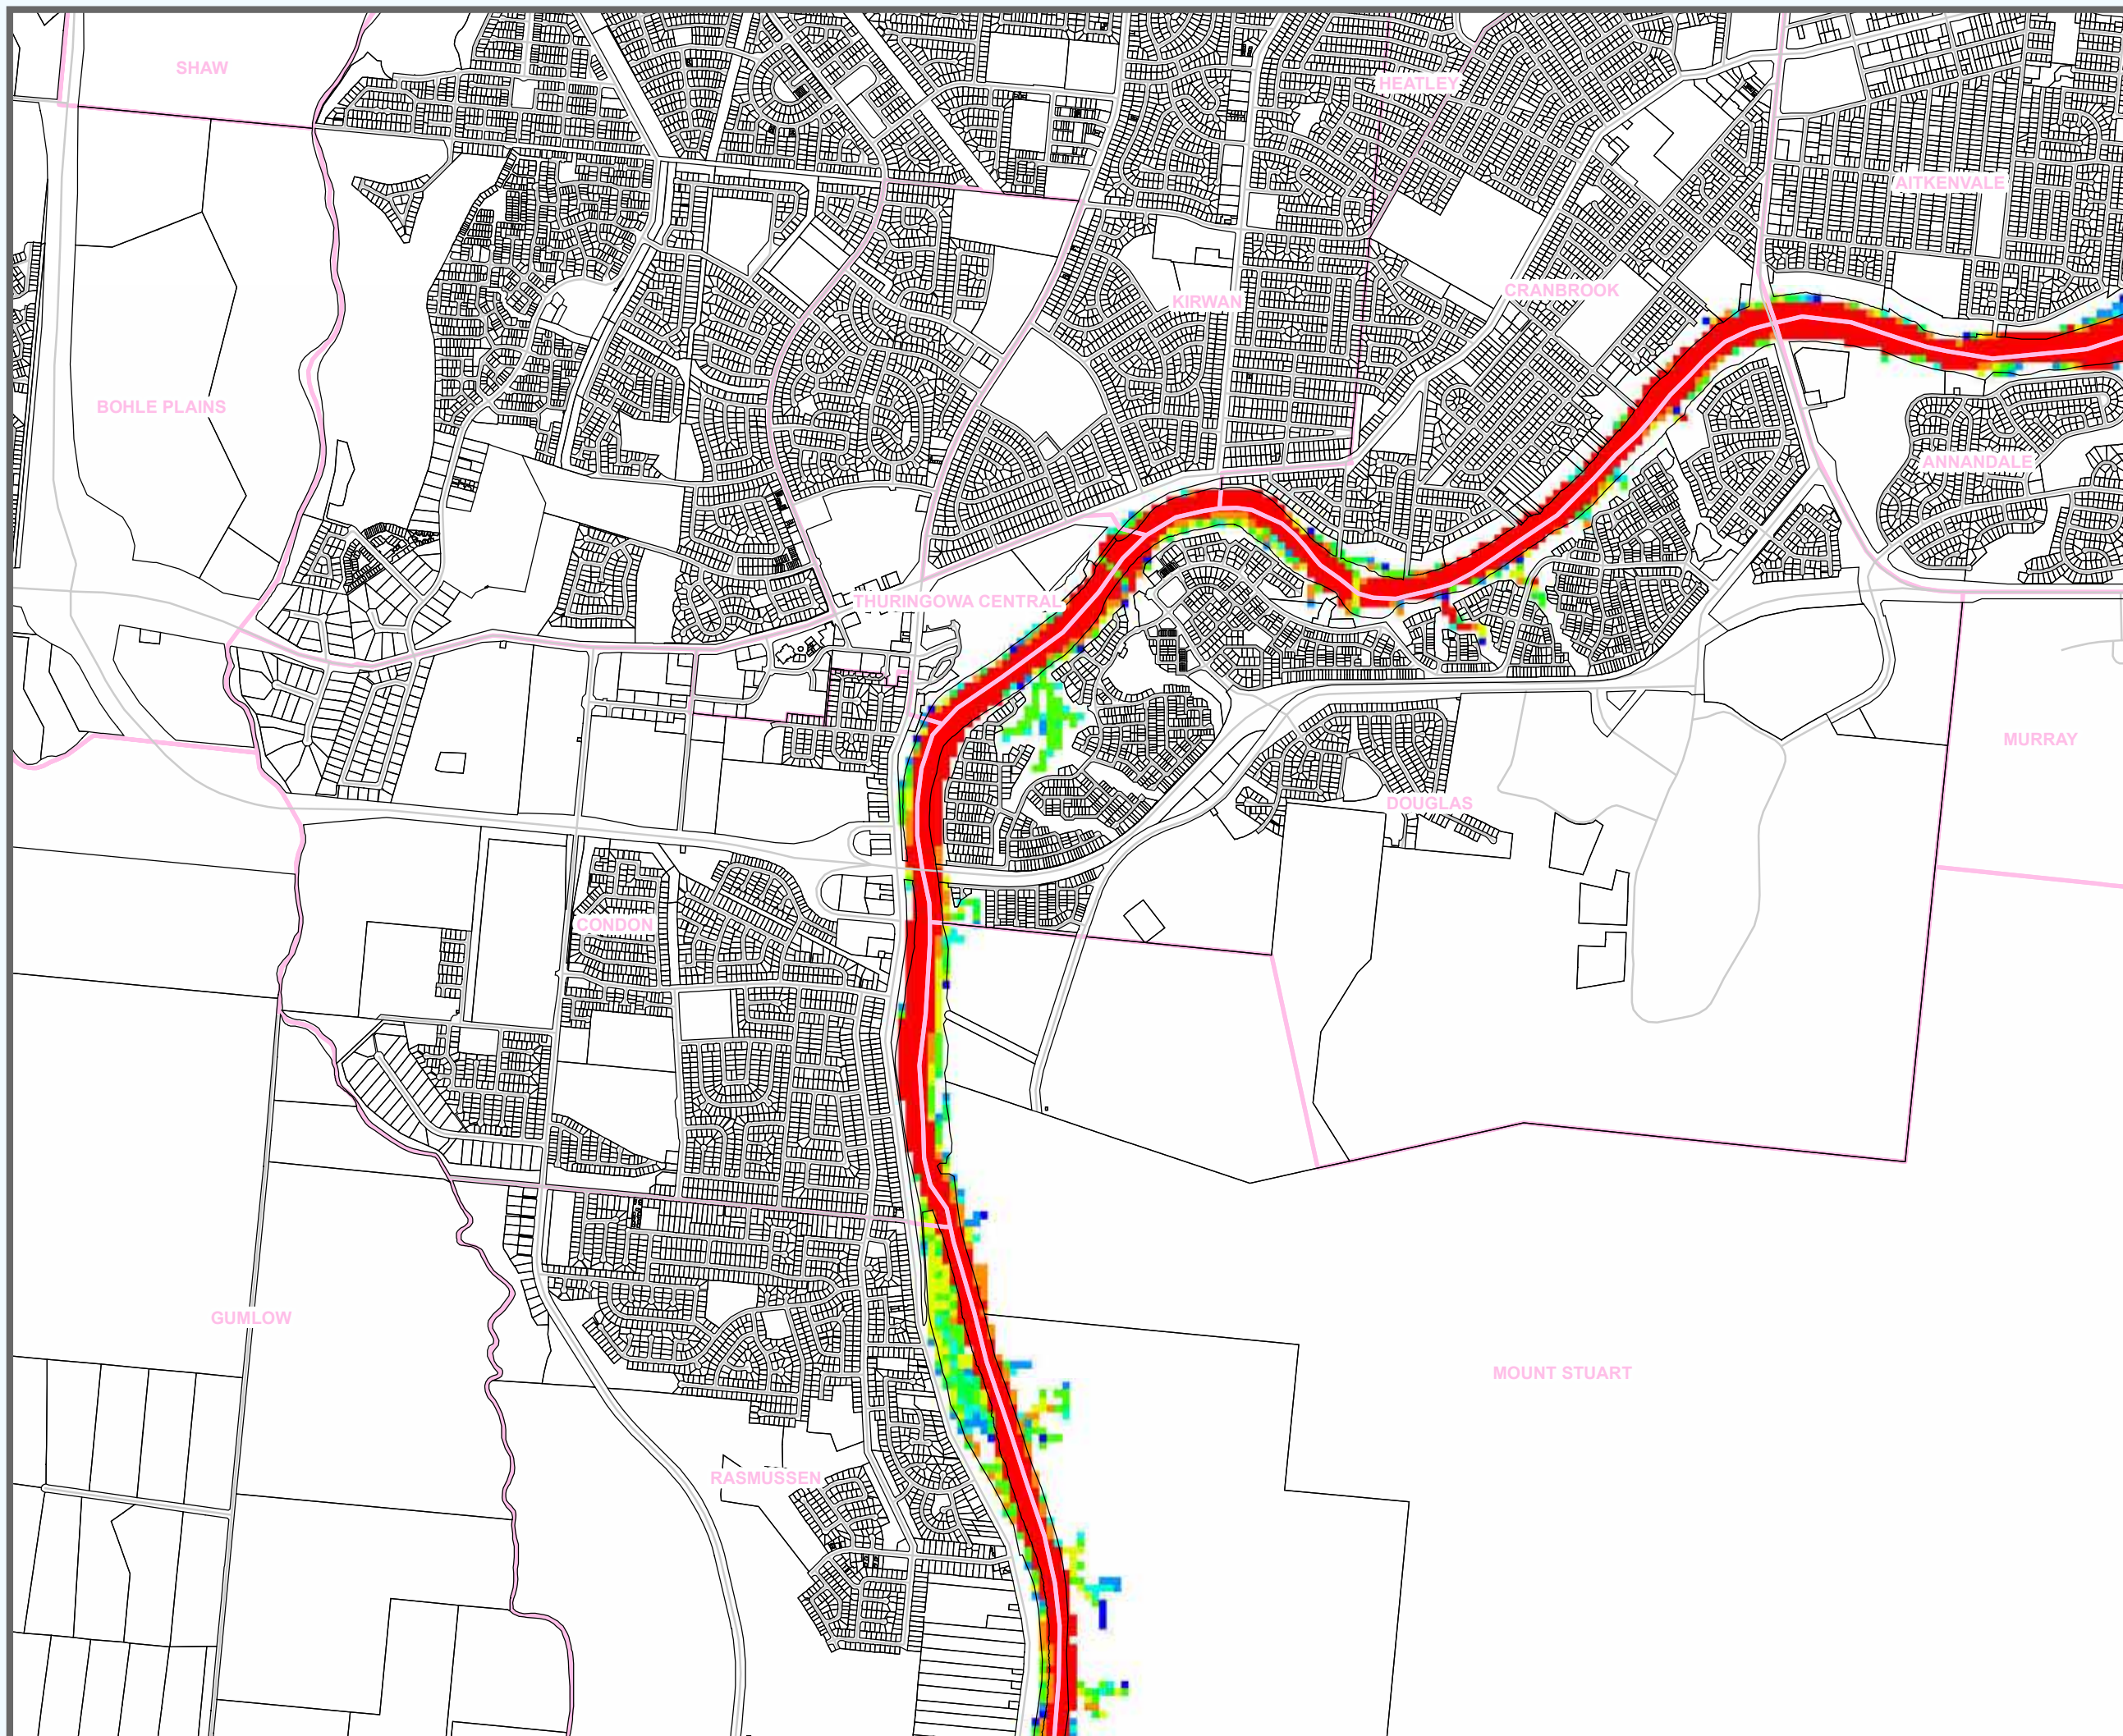 SHAW
HEATLEY
AITKENVALE
CRANBROOK
KIRWAN
BOHLE PLAINS
ANNANDALE
THURINGOWA CENTRAL
MURRAY
DOUGLAS
CONDON
GUMLOW
MOUNT STUART
RASMUSSEN